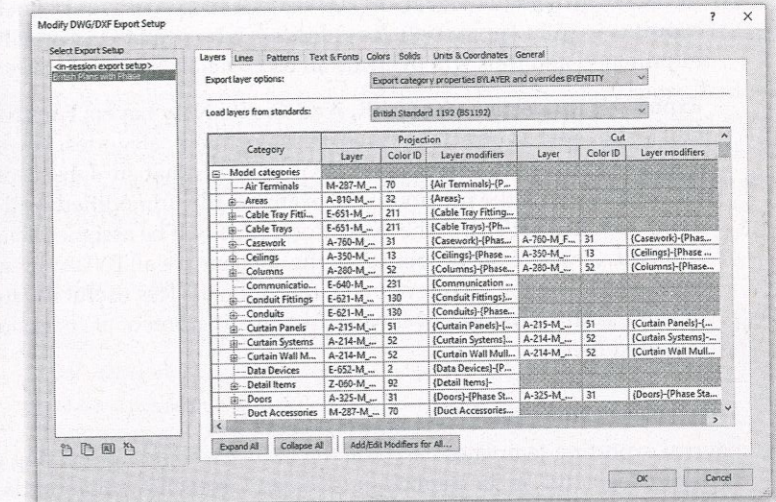 Modify DWG/DXF Export Setup
? X
Select Export Setup
<in-session export setup>
British Plans with Phase
Layers Lines Patterns Text & Fonts Colors Solids Units & Coordinates General
Export layer options: Export category properties BYLAYER and overrides BYENTITY
Load layers from standards: British Standard 1192 (BS1192)
Category Projection Cut
Layer Color ID Layer modifiers Layer Color ID Layer modifiers
Model categories
Air Terminals M-287-M_... 70 {Air Terminals}-{P...
Areas A-810-M_... 32 {Areas}-
Cable Tray Fitti... E-651-M_... 211 {Cable Tray Fitting...
Cable Trays E-651-M_... 211 {Cable Trays}-{Ph...
Casework A-760-M_... 31 {Casework}-{Phas... A-760-M_F... 31 {Casework}-{Phas...
Ceilings A-350-M_... 13 {Ceilings}-{Phase ... A-350-M_... 13 {Ceilings}-{Phase ...
Columns A-280-M_... 52 {Columns}-{Phase... A-280-M_... 52 {Columns}-{Phase...
Communicatio... E-640-M_... 231 {Communication ...
Conduit Fittings E-621-M_... 130 {Conduit Fittings}...
Conduits E-621-M_... 130 {Conduits}-{Phase...
Curtain Panels A-215-M_... 51 {Curtain Panels}-{... A-215-M_... 51 {Curtain Panels}-{...
Curtain Systems A-214-M_... 52 {Curtain Systems}... A-214-M_... 52 {Curtain Systems}-...
Curtain Wall M... A-214-M_... 52 {Curtain Wall Mull... A-214-M_... 52 {Curtain Wall Mull...
Data Devices E-652-M_... 2 {Data Devices}-{P...
Detail Items Z-060-M_... 92 {Detail Items}-
Doors A-325-M_... 31 {Doors}-{Phase St... A-325-M_... 31 {Doors}-{Phase Sta...
Duct Accessories M-287-M_... 70 {Duct Accessories...
Expand All Collapse All Add/Edit Modifiers for All...
OK Cancel